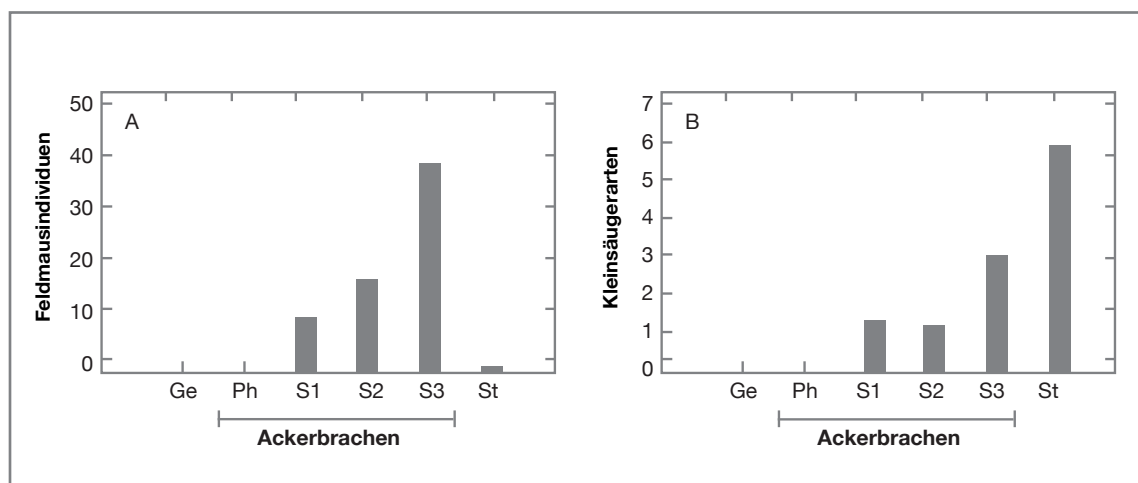 A
Feldmausindividuen
50
40
30
20
10
0
Ge Ph S1 S2 S3 St
Ackerbrachen
B
Kleinsäugerarten
7
6
5
4
3
2
1
0
Ge Ph S1 S2 S3 St
Ackerbrachen